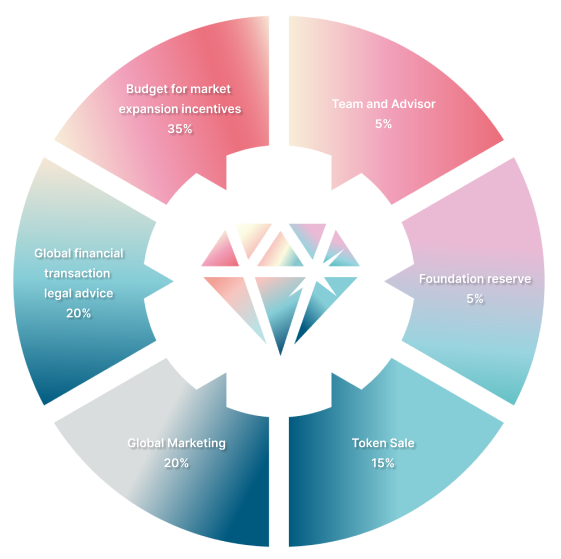 Budget for market
expansion incentives
35%
Team and Advisor
5%
Global financial
transaction
legal advice
20%
Foundation reserve
5%
Global Marketing
20%
Token Sale
15%